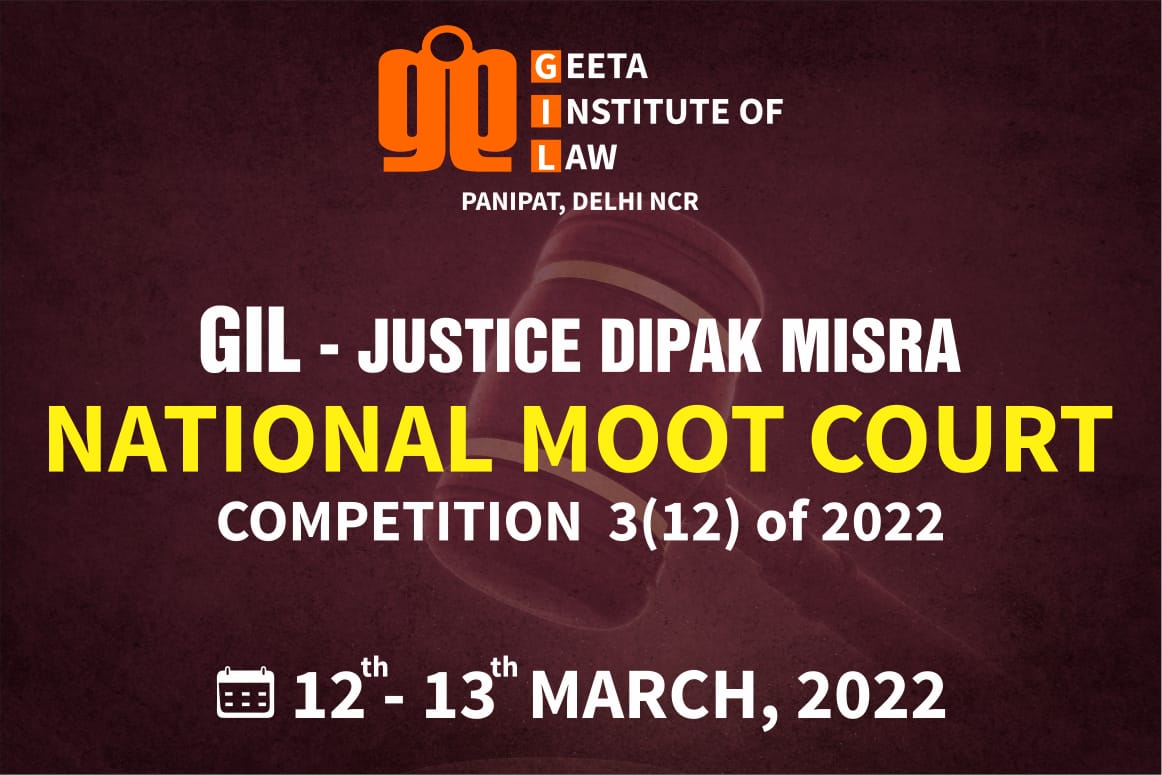 GEETA
INSTITUTE OF
LAW
PANIPAT, DELHI NCR
GIL - JUSTICE DIPAK MISRA
NATIONAL MOOT COURT
COMPETITION 3(12) of 2022
12th - 13th MARCH, 2022